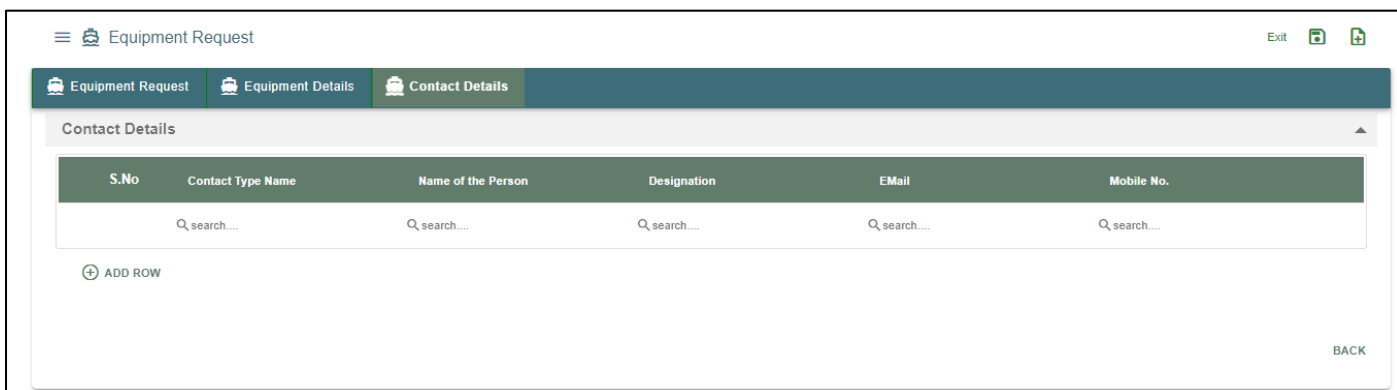 Equipment Request
Exit
Equipment Request Equipment Details Contact Details
Contact Details
S.No Contact Type Name Name of the Person Designation EMail Mobile No.
search.... search.... search.... search.... search....
ADD ROW
BACK